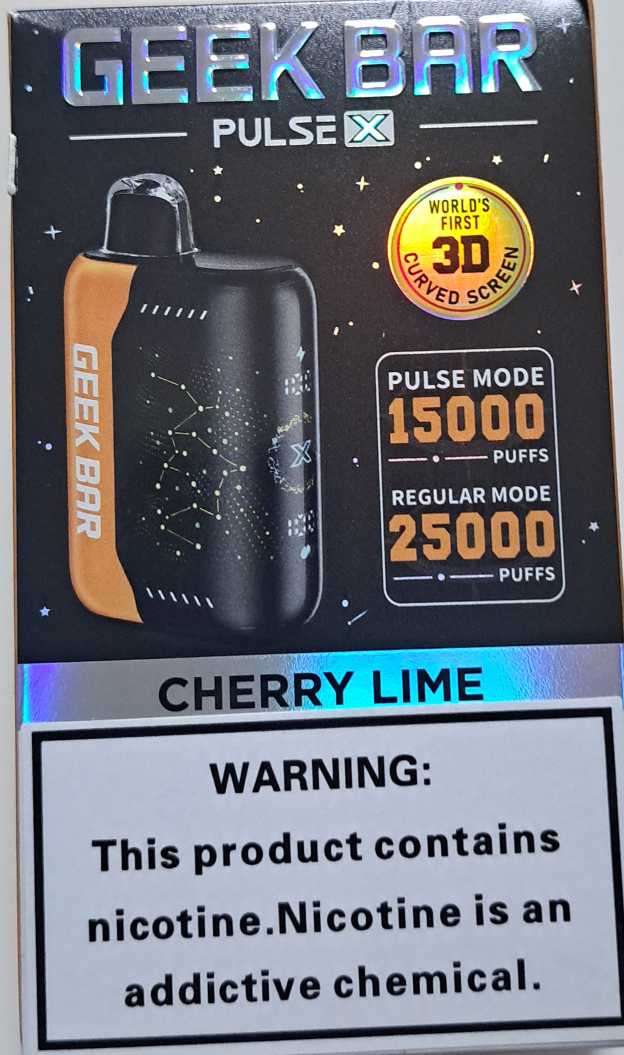 GEEK BAR
PULSE X
WORLD'S
FIRST
3D
CURVED SCREEN
GEEK BAR
X
PULSE MODE
15000
PUFFS
REGULAR MODE
25000
PUFFS
CHERRY LIME
WARNING:
This product contains
nicotine.Nicotine is an
addictive chemical.